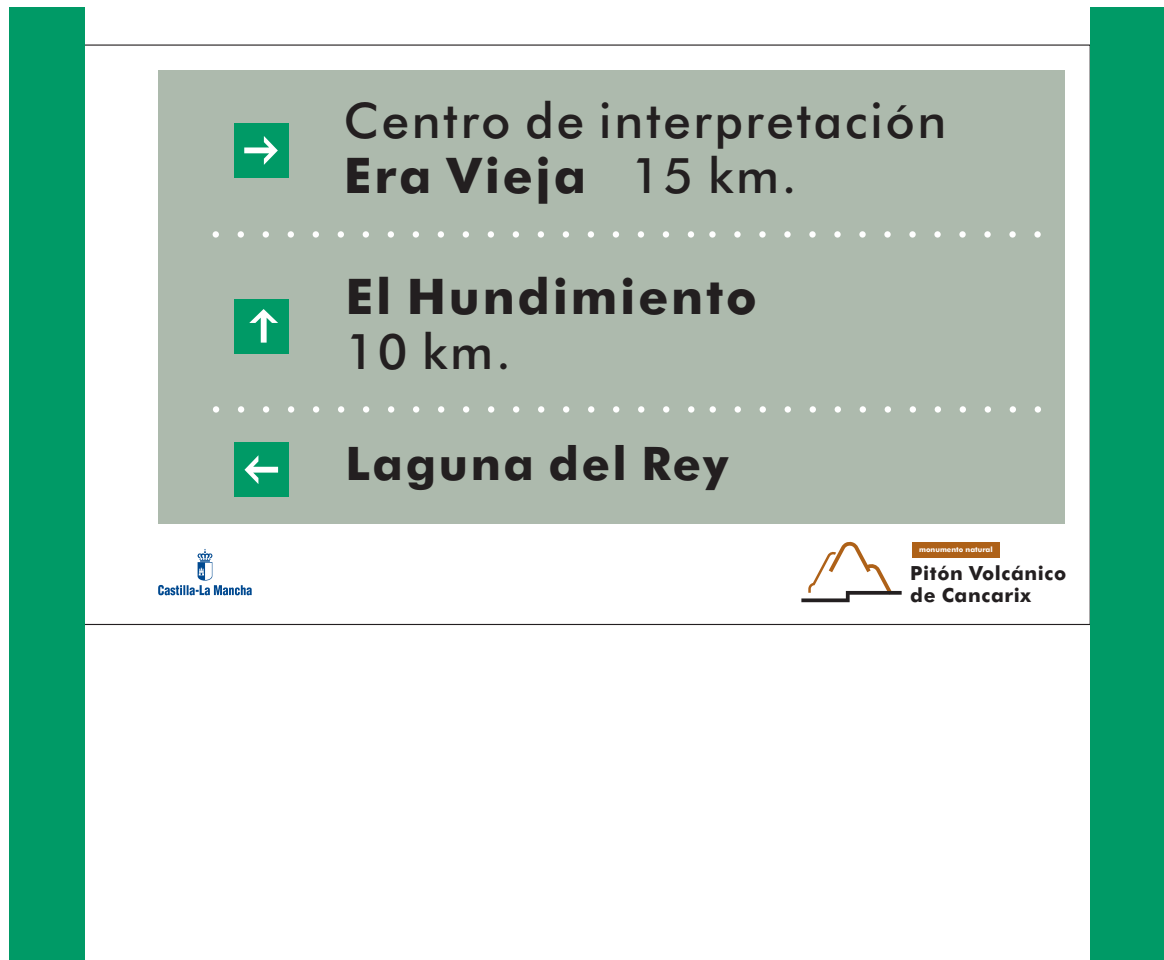 Centro de interpretación
Era Vieja 15 km.
El Hundimiento
10 km.
Laguna del Rey
Castilla-La Mancha
monumento natural
Pitón Volcánico
de Cancarix